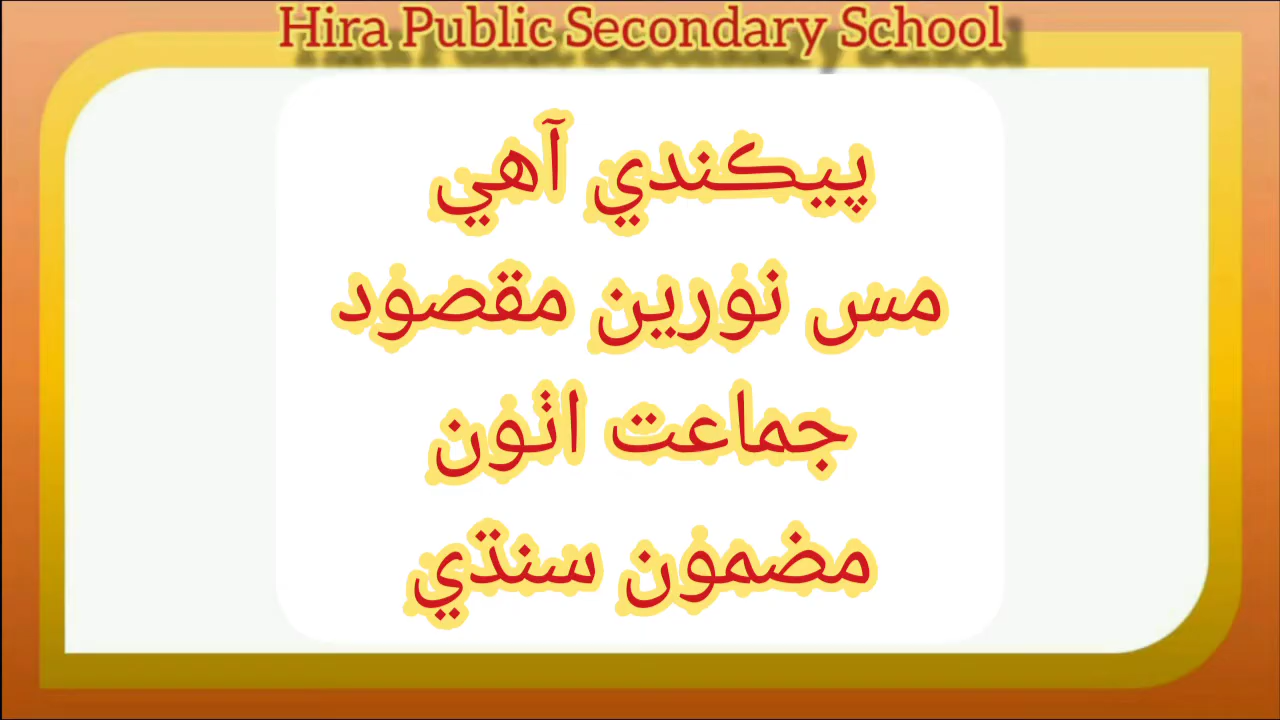 Hira Public Secondary School
پيڪندي آهي
مس نورين مقصود
جماعت اٺون
مضمون سنڌي